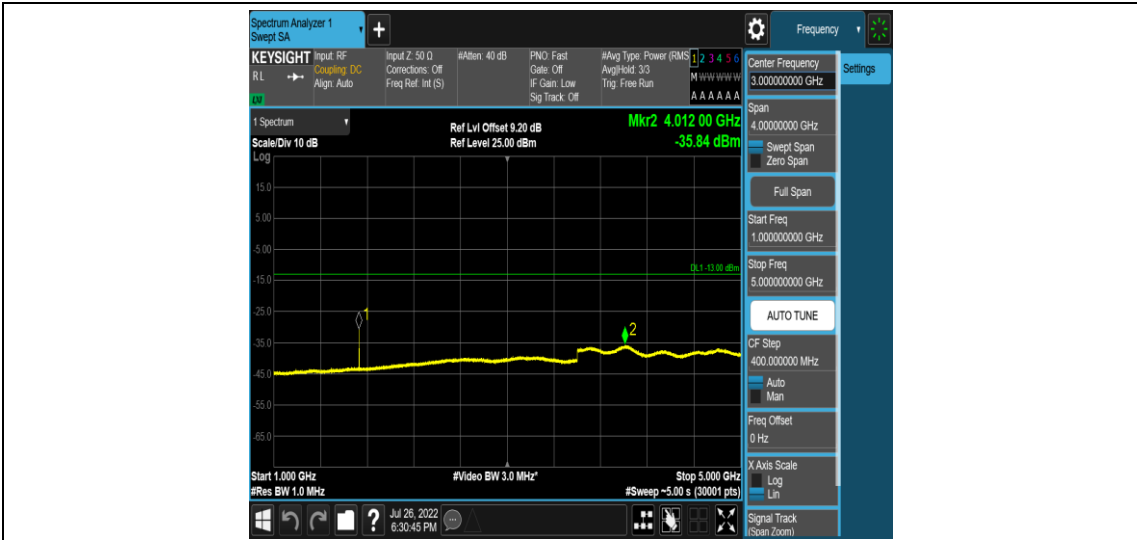 Spectrum Analyzer 1
Swept SA
+
Frequency
KEYSIGHT
RL
LXI
Input: RF
Coupling: DC
Align: Auto
Input Z: 50 Ω
Corrections: Off
Freq Ref: Int (S)
#Atten: 40 dB
PNO: Fast
Gate: Off
IF Gain: Low
Sig Track: Off
#Avg Type: Power (RMS
Avg|Hold: 3/3
Trig: Free Run
1 2 3 4 5 6
M W W W W W
A A A A A A
1 Spectrum
Scale/Div 10 dB
Log
Ref Lvl Offset 9.20 dB
Ref Level 25.00 dBm
Mkr2 4.012 00 GHz
-35.84 dBm
15.0
5.00
-5.00
-15.0
-25.0
-35.0
-45.0
-55.0
-65.0
DL1 -13.00 dBm
1
2
Start 1.000 GHz
#Res BW 1.0 MHz
#Video BW 3.0 MHz*
Stop 5.000 GHz
#Sweep ~5.00 s (30001 pts)
?
Jul 26, 2022
6:30:45 PM
Center Frequency
3.000000000 GHz
Settings
Span
4.00000000 GHz
Swept Span
Zero Span
Full Span
Start Freq
1.000000000 GHz
Stop Freq
5.000000000 GHz
AUTO TUNE
CF Step
400.000000 MHz
Auto
Man
Freq Offset
0 Hz
X Axis Scale
Log
Lin
Signal Track
(Span Zoom)